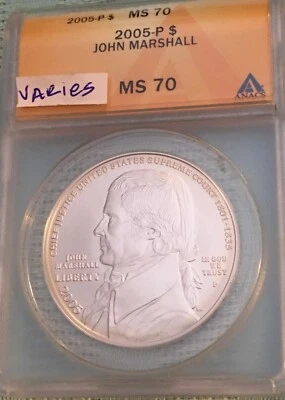 2005-P $ MS 70
2005-P $
JOHN MARSHALL
VARIES
MS 70
ANACS
CHIEF JUSTICE UNITED STATES SUPREME COURT 1801-1835
JOHN
MARSHALL
LIBERTY
2005
IN GOD
WE
TRUST
P